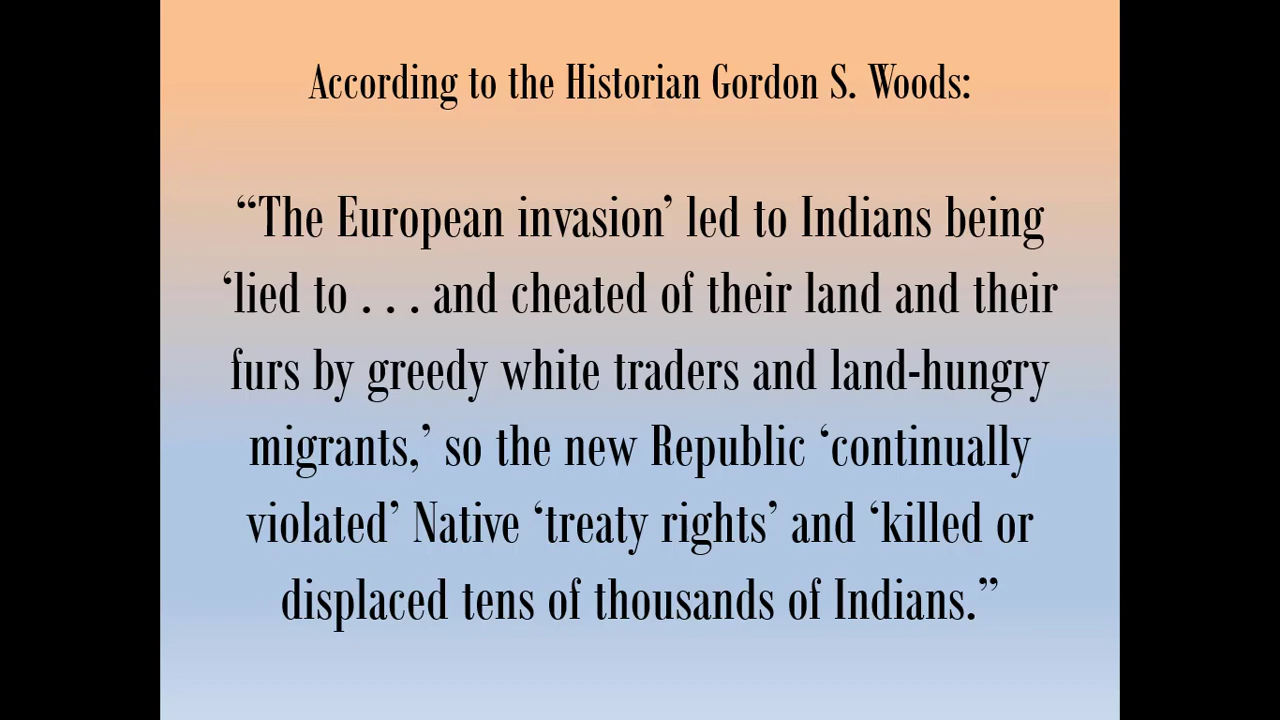 According to the Historian Gordon S. Woods:
“The European invasion’ led to Indians being
‘lied to . . . and cheated of their land and their
furs by greedy white traders and land-hungry
migrants,’ so the new Republic ‘continually
violated’ Native ‘treaty rights’ and ‘killed or
displaced tens of thousands of Indians.”